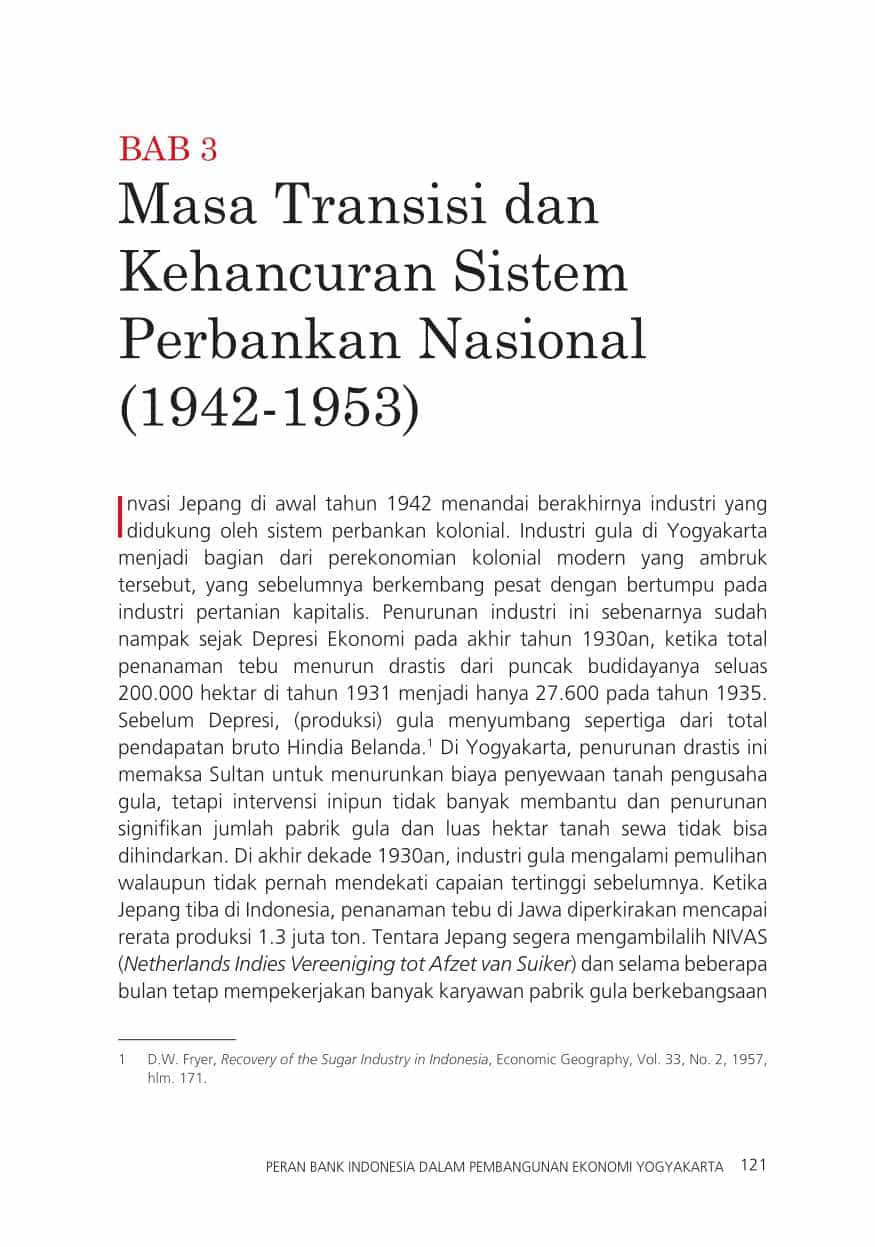 BAB 3
Masa Transisi dan
Kehancuran Sistem
Perbankan Nasional
(1942-1953)
Invasi Jepang di awal tahun 1942 menandai berakhirnya industri yang
didukung oleh sistem perbankan kolonial. Industri gula di Yogyakarta
menjadi bagian dari perekonomian kolonial modern yang ambruk
tersebut, yang sebelumnya berkembang pesat dengan bertumpu pada
industri pertanian kapitalis. Penurunan industri ini sebenarnya sudah
nampak sejak Depresi Ekonomi pada akhir tahun 1930an, ketika total
penanaman tebu menurun drastis dari puncak budidayanya seluas
200.000 hektar di tahun 1931 menjadi hanya 27.600 pada tahun 1935.
Sebelum Depresi, (produksi) gula menyumbang sepertiga dari total
pendapatan bruto Hindia Belanda.¹ Di Yogyakarta, penurunan drastis ini
memaksa Sultan untuk menurunkan biaya penyewaan tanah pengusaha
gula, tetapi intervensi inipun tidak banyak membantu dan penurunan
signifikan jumlah pabrik gula dan luas hektar tanah sewa tidak bisa
dihindarkan. Di akhir dekade 1930an, industri gula mengalami pemulihan
walaupun tidak pernah mendekati capaian tertinggi sebelumnya. Ketika
Jepang tiba di Indonesia, penanaman tebu di Jawa diperkirakan mencapai
rerata produksi 1.3 juta ton. Tentara Jepang segera mengambilalih NIVAS
(Netherlands Indies Vereeniging tot Afzet van Suiker) dan selama beberapa
bulan tetap mempekerjakan banyak karyawan pabrik gula berkebangsaan
1 D.W. Fryer, Recovery of the Sugar Industry in Indonesia, Economic Geography, Vol. 33, No. 2, 1957,
hlm. 171.
PERAN BANK INDONESIA DALAM PEMBANGUNAN EKONOMI YOGYAKARTA 121